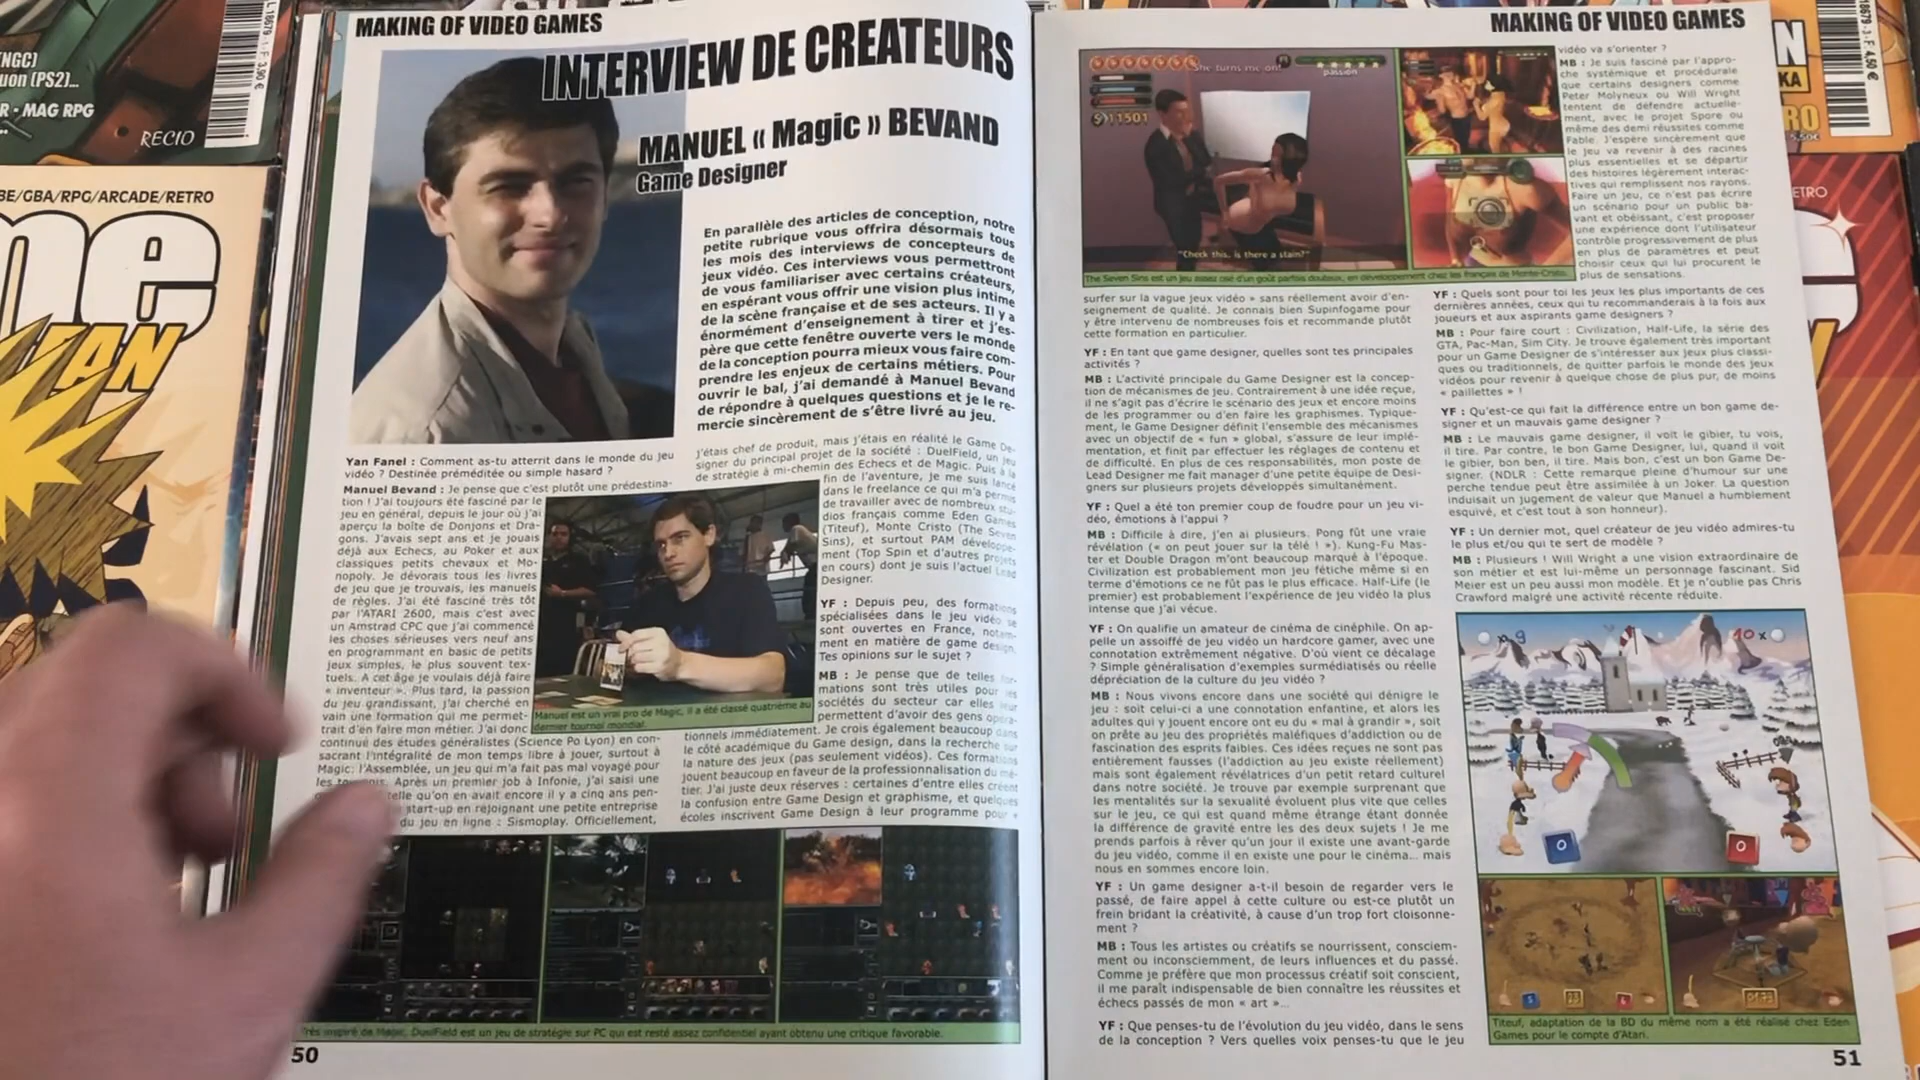 MAKING OF VIDEO GAMES
INTERVIEW DE CREATEURS
MANUEL « Magic » BEVAND
Game Designer
En parallèle des articles de conception, notre
petite rubrique vous offrira désormais tous
les mois des interviews de concepteurs de
jeux vidéo. Ces interviews vous permettront
de vous familiariser avec certains créateurs,
en espérant vous offrir une vision plus intime
de la scène française et de ses acteurs. Il y a
énormément d'enseignement à tirer et j'es-
père que cette fenêtre ouverte vers le monde
de la conception pourra mieux vous faire com-
prendre les enjeux de certains métiers. Pour
ouvrir le bal, j'ai demandé à Manuel Bevand
de répondre à quelques questions et je le re-
mercie sincèrement de s'être livré au jeu.
Yan Fanel : Comment as-tu atterrit dans le monde du jeu
vidéo ? Destinée préméditée ou simple hasard ?
Manuel Bevand : Je pense que c'est plutôt une prédestina-
tion ! J'ai toujours été fasciné par le
jeu en général, depuis le jour où j'ai
aperçu la boîte de Donjons et Dra-
gons. J'avais sept ans et je jouais
déjà aux Echecs, au Poker et aux
classiques petits chevaux et Mo-
nopoly. Je dévorais tous les livres
de jeu que je trouvais, les manuels
de règles. J'ai été fasciné très tôt
par l'ATARI 2600, mais c'est avec
un Amstrad CPC que j'ai commencé
les choses sérieuses vers neuf ans
en programmant en basic de petits
jeux simples, le plus souvent tex-
tuels. A cet âge je voulais déjà faire
« inventeur ». Plus tard, la passion
du jeu grandissant, j'ai cherché en
vain une formation qui me permet-
trait d'en faire mon métier. J'ai donc
continué des études généralistes (Science Po Lyon) en con-
sacrant l'intégralité de mon temps libre à jouer, surtout à
Magic: l'Assemblée, un jeu qui m'a fait pas mal voyagé pour
les tournois. Après un premier job à Infonie, j'ai saisi une
telle qu'on en avait encore il y a cinq ans pen-
start-up en rejoignant une petite entreprise
du jeu en ligne : Sismoplay. Officiellement,
Manuel est un vrai pro de Magic, il a été classé quatrième au
dernier tournoi mondial.
j'étais chef de produit, mais j'étais en réalité le Game De-
signer du principal projet de la société : DuelField, un jeu
de stratégie à mi-chemin des Echecs et de Magic. Puis à la
fin de l'aventure, je me suis lancé
dans le freelance ce qui m'a permis
de travailler avec de nombreux stu-
dios français comme Eden Games
(Titeuf), Monte Cristo (The Seven
Sins), et surtout PAM développe-
ment (Top Spin et d'autres projets
en cours) dont je suis l'actuel Lead
Designer.
YF : Depuis peu, des formations
spécialisées dans le jeu vidéo se
sont ouvertes en France, notam-
ment en matière de game design.
Tes opinions sur le sujet ?
MB : Je pense que de telles for-
mations sont très utiles pour les
sociétés du secteur car elles leur
permettent d'avoir des gens opéra-
tionnels immédiatement. Je crois également beaucoup dans
le côté académique du Game design, dans la recherche sur
la nature des jeux (pas seulement vidéos). Ces formations
jouent beaucoup en faveur de la professionnalisation du mé-
tier. J'ai juste deux réserves : certaines d'entre elles créent
la confusion entre Game Design et graphisme, et quelques
écoles inscrivent Game Design à leur programme pour «
Très inspiré de Magic, DuelField est un jeu de stratégie sur PC qui est resté assez confidentiel ayant obtenu une critique favorable.
50
MAKING OF VIDEO GAMES
She turns me on!
passion
11501
"Check this, is there a stain?"
The Seven Sins est un jeu assez osé d'un goût parfois douteux, en développement chez les français de Monte-Cristo.
surfer sur la vague jeux vidéo » sans réellement avoir d'en-
seignement de qualité. Je connais bien Supinfogame pour
y être intervenu de nombreuses fois et recommande plutôt
cette formation en particulier.
YF : En tant que game designer, quelles sont tes principales
activités ?
MB : L'activité principale du Game Designer est la concep-
tion de mécanismes de jeu. Contrairement à une idée reçue,
il ne s'agit pas d'écrire le scénario des jeux et encore moins
de les programmer ou d'en faire les graphismes. Typique-
ment, le Game Designer définit l'ensemble des mécanismes
avec un objectif de « fun » global, s'assure de leur implé-
mentation, et finit par effectuer les réglages de contenu et
de difficulté. En plus de ces responsabilités, mon poste de
Lead Designer me fait manager d'une petite équipe de Desi-
gners sur plusieurs projets développés simultanément.
YF : Quel a été ton premier coup de foudre pour un jeu vi-
déo, émotions à l'appui ?
MB : Difficile à dire, j'en ai plusieurs. Pong fût une vraie
révélation (« on peut jouer sur la télé ! »). Kung-Fu Mas-
ter et Double Dragon m'ont beaucoup marqué à l'époque.
Civilization est probablement mon jeu fétiche même si en
terme d'émotions ce ne fût pas le plus efficace. Half-Life (le
premier) est probablement l'expérience de jeu vidéo la plus
intense que j'ai vécue.
YF : On qualifie un amateur de cinéma de cinéphile. On ap-
pelle un assoiffé de jeu vidéo un hardcore gamer, avec une
connotation extrêmement négative. D'où vient ce décalage
? Simple généralisation d'exemples surmédiatisés ou réelle
dépréciation de la culture du jeu vidéo ?
MB : Nous vivons encore dans une société qui dénigre le
jeu : soit celui-ci a une connotation enfantine, et alors les
adultes qui y jouent encore ont eu du « mal à grandir », soit
on prête au jeu des propriétés maléfiques d'addiction ou de
fascination des esprits faibles. Ces idées reçues ne sont pas
entièrement fausses (l'addiction au jeu existe réellement)
mais sont également révélatrices d'un petit retard culturel
dans notre société. Je trouve par exemple surprenant que
les mentalités sur la sexualité évoluent plus vite que celles
sur le jeu, ce qui est quand même étrange étant donnée
la différence de gravité entre les des deux sujets ! Je me
prends parfois à rêver qu'un jour il existe une avant-garde
du jeu vidéo, comme il en existe une pour le cinéma... mais
nous en sommes encore loin.
YF : Un game designer a-t-il besoin de regarder vers le
passé, de faire appel à cette culture ou est-ce plutôt un
frein bridant la créativité, à cause d'un trop fort cloisonne-
ment ?
MB : Tous les artistes ou créatifs se nourrissent, consciem-
ment ou inconsciemment, de leurs influences et du passé.
Comme je préfère que mon processus créatif soit conscient,
il me paraît indispensable de bien connaître les réussites et
échecs passés de mon « art »...
YF : Que penses-tu de l'évolution du jeu vidéo, dans le sens
de la conception ? Vers quelles voix penses-tu que le jeu
vidéo va s'orienter ?
MB : Je suis fasciné par l'appro-
che systémique et procédurale
que certains designers comme
Peter Molyneux ou Will Wright
tentent de défendre actuelle-
ment, avec le projet Spore ou
même des demi réussites comme
Fable. J'espère sincèrement que
le jeu va revenir à des racines
plus essentielles et se départir
des histoires légèrement interac-
tives qui remplissent nos rayons.
Faire un jeu, ce n'est pas écrire
un scénario pour un public ba-
vant et obéissant, c'est proposer
une expérience dont l'utilisateur
contrôle progressivement de plus
en plus de paramètres et peut
choisir ceux qui lui procurent le
plus de sensations.
YF : Quels sont pour toi les jeux les plus importants de ces
dernières années, ceux qui tu recommanderais à la fois aux
joueurs et aux aspirants game designers ?
MB : Pour faire court : Civilization, Half-Life, la série des
GTA, Pac-Man, Sim City. Je trouve également très important
pour un Game Designer de s'intéresser aux jeux plus classi-
ques ou traditionnels, de quitter parfois le monde des jeux
vidéos pour revenir à quelque chose de plus pur, de moins
« paillettes » !
YF : Qu'est-ce qui fait la différence entre un bon game de-
signer et un mauvais game designer ?
MB : Le mauvais game designer, il voit le gibier, tu vois,
il tire. Par contre, le bon Game Designer, lui, quand il voit
le gibier, bon ben, il tire. Mais bon, c'est un bon Game De-
signer. (NDLR : Cette remarque pleine d'humour sur une
perche tendue peut être assimilée à un Joker. La question
induisait un jugement de valeur que Manuel a humblement
esquivé, et c'est tout à son honneur).
YF : Un dernier mot, quel créateur de jeu vidéo admires-tu
le plus et/ou qui te sert de modèle ?
MB : Plusieurs ! Will Wright a une vision extraordinaire de
son métier et est lui-même un personnage fascinant. Sid
Meier est un peu aussi mon modèle. Et je n'oublie pas Chris
Crawford malgré une activité récente réduite.
x 9
10 x
0
0
Titeuf, adaptation de la BD du même nom a été réalisé chez Eden
Games pour le compte d'Atari.
51
NGC)
(PS2)...
R • MAG RPG
RECIO
L 18679
F: 3,90 €
/GBA/RPG/ARCADE/RETRO
F: 4,50 €